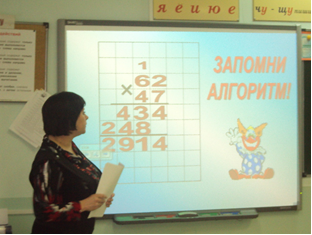 я е и ю е
чу - щу
1
62
× 47
434
248
2914
ЗАПОМНИ
АЛГОРИТМ!